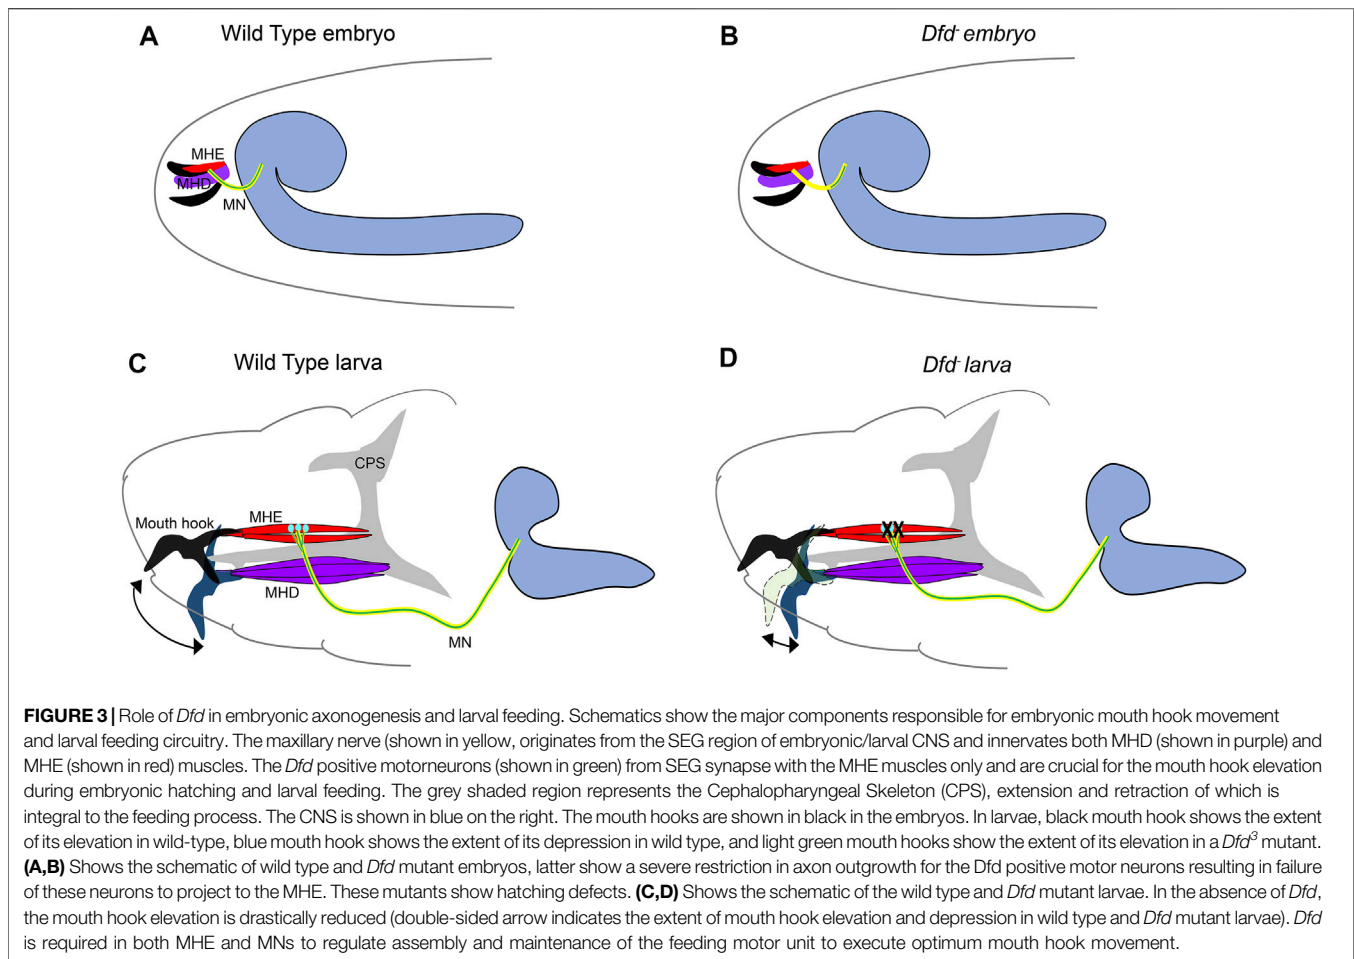 A Wild Type embryo
B Dfd- embryo
MHE
MHD
MN
C Wild Type larva
D Dfd- larva
CPS
Mouth hook
MHE
MHD
MN
XX
FIGURE 3 | Role of Dfd in embryonic axonogenesis and larval feeding. Schematics show the major components responsible for embryonic mouth hook movement
and larval feeding circuitry. The maxillary nerve (shown in yellow, originates from the SEG region of embryonic/larval CNS and innervates both MHD (shown in purple) and
MHE (shown in red) muscles. The Dfd positive motorneurons (shown in green) from SEG synapse with the MHE muscles only and are crucial for the mouth hook elevation
during embryonic hatching and larval feeding. The grey shaded region represents the Cephalopharyngeal Skeleton (CPS), extension and retraction of which is
integral to the feeding process. The CNS is shown in blue on the right. The mouth hooks are shown in black in the embryos. In larvae, black mouth hook shows the extent
of its elevation in wild-type, blue mouth hook shows the extent of its depression in wild type, and light green mouth hooks show the extent of its elevation in a Dfd3 mutant.
(A,B) Shows the schematic of wild type and Dfd mutant embryos, latter show a severe restriction in axon outgrowth for the Dfd positive motor neurons resulting in failure
of these neurons to project to the MHE. These mutants show hatching defects. (C,D) Shows the schematic of the wild type and Dfd mutant larvae. In the absence of Dfd,
the mouth hook elevation is drastically reduced (double-sided arrow indicates the extent of mouth hook elevation and depression in wild type and Dfd mutant larvae). Dfd
is required in both MHE and MNs to regulate assembly and maintenance of the feeding motor unit to execute optimum mouth hook movement.